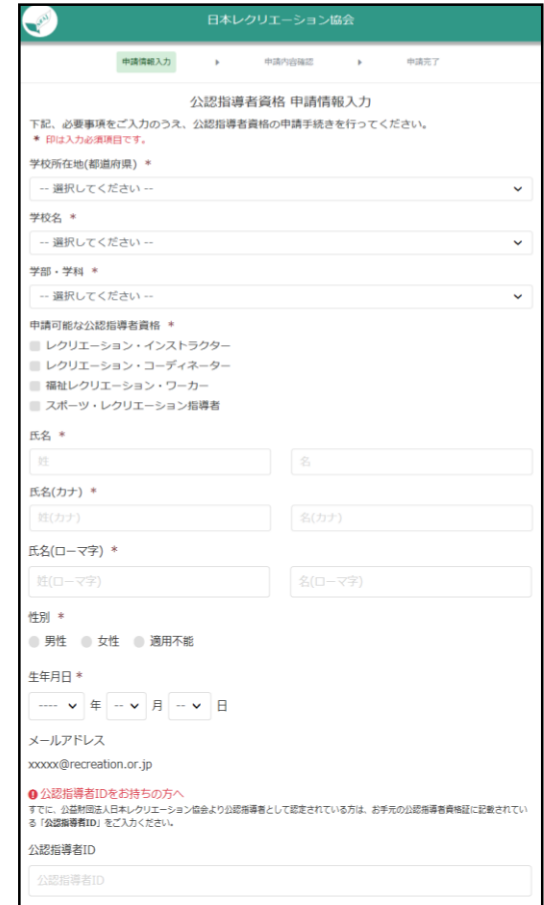 日本レクリエーション協会
申請情報入力 申請内容確認 申請完了
公認指導者資格 申請情報入力
下記、必要事項をご入力のうえ、公認指導者資格の申請手続きを行ってください。
* 印は入力必須項目です。
学校所在地(都道府県) *
-- 選択してください --
学校名 *
-- 選択してください --
学部・学科 *
-- 選択してください --
申請可能な公認指導者資格 *
レクリエーション・インストラクター
レクリエーション・コーディネーター
福祉レクリエーション・ワーカー
スポーツ・レクリエーション指導者
氏名 *
姓 名
氏名(カナ) *
姓(カナ) 名(カナ)
氏名(ローマ字) *
姓(ローマ字) 名(ローマ字)
性別 *
男性 女性 適用不能
生年月日 *
---- 年 -- 月 -- 日
メールアドレス
xxxxx@recreation.or.jp
公認指導者IDをお持ちの方へ
すでに、公益財団法人日本レクリエーション協会より公認指導者として認定されている方は、お手元の公認指導者資格証に記載されてい
る「公認指導者ID」をご入力ください。
公認指導者ID
公認指導者ID